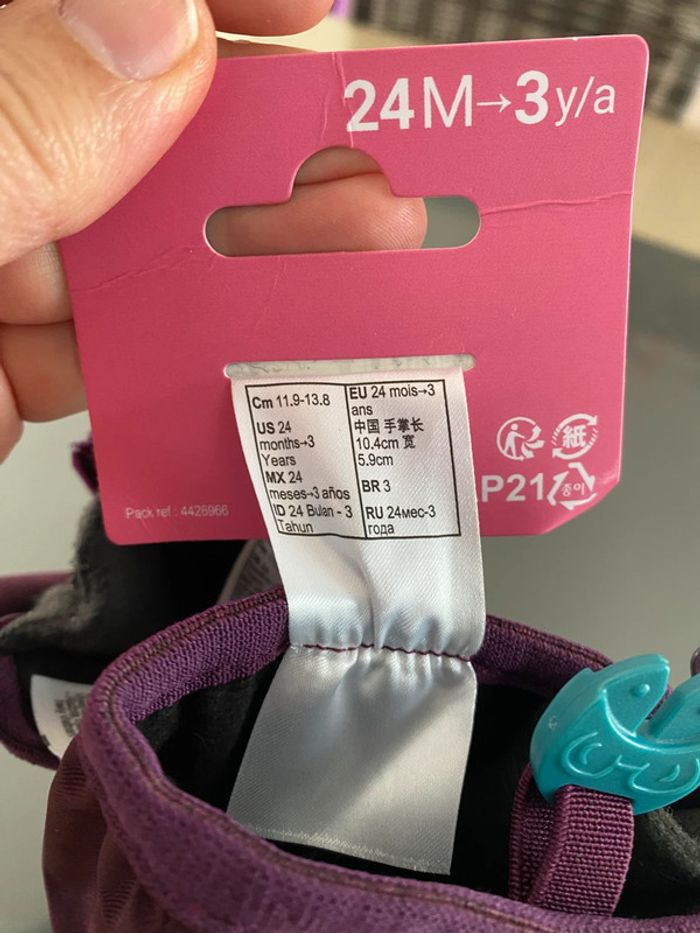 24M→3y/a
Cm 11.9-13.8
US 24
months→3
Years
MX 24
meses→3 años
ID 24 Bulan - 3
Tahun
EU 24 mois→3
ans
中国 手掌长
10.4cm 宽
5.9cm
BR 3
RU 24мес-3
года
紙
P21
종이
Pack ref : 4426966